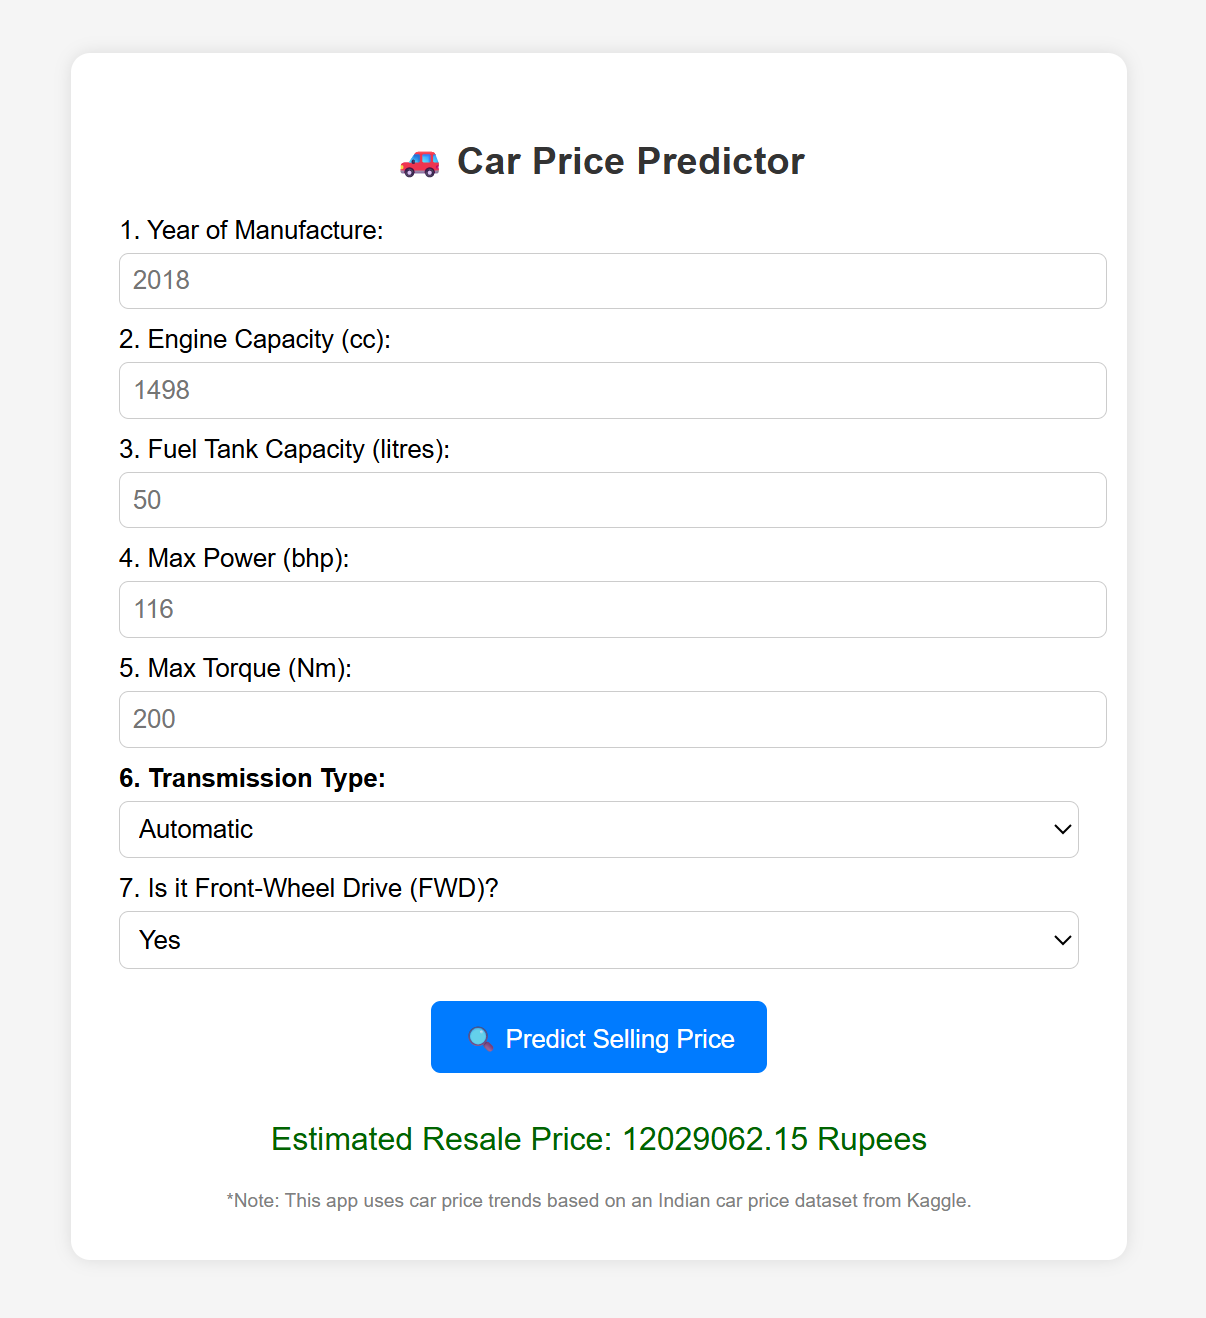 Car Price Predictor
1. Year of Manufacture:
2018
2. Engine Capacity (cc):
1498
3. Fuel Tank Capacity (litres):
50
4. Max Power (bhp):
116
5. Max Torque (Nm):
200
6. Transmission Type:
Automatic
7. Is it Front-Wheel Drive (FWD)?
Yes
Predict Selling Price
Estimated Resale Price: 12029062.15 Rupees
*Note: This app uses car price trends based on an Indian car price dataset from Kaggle.